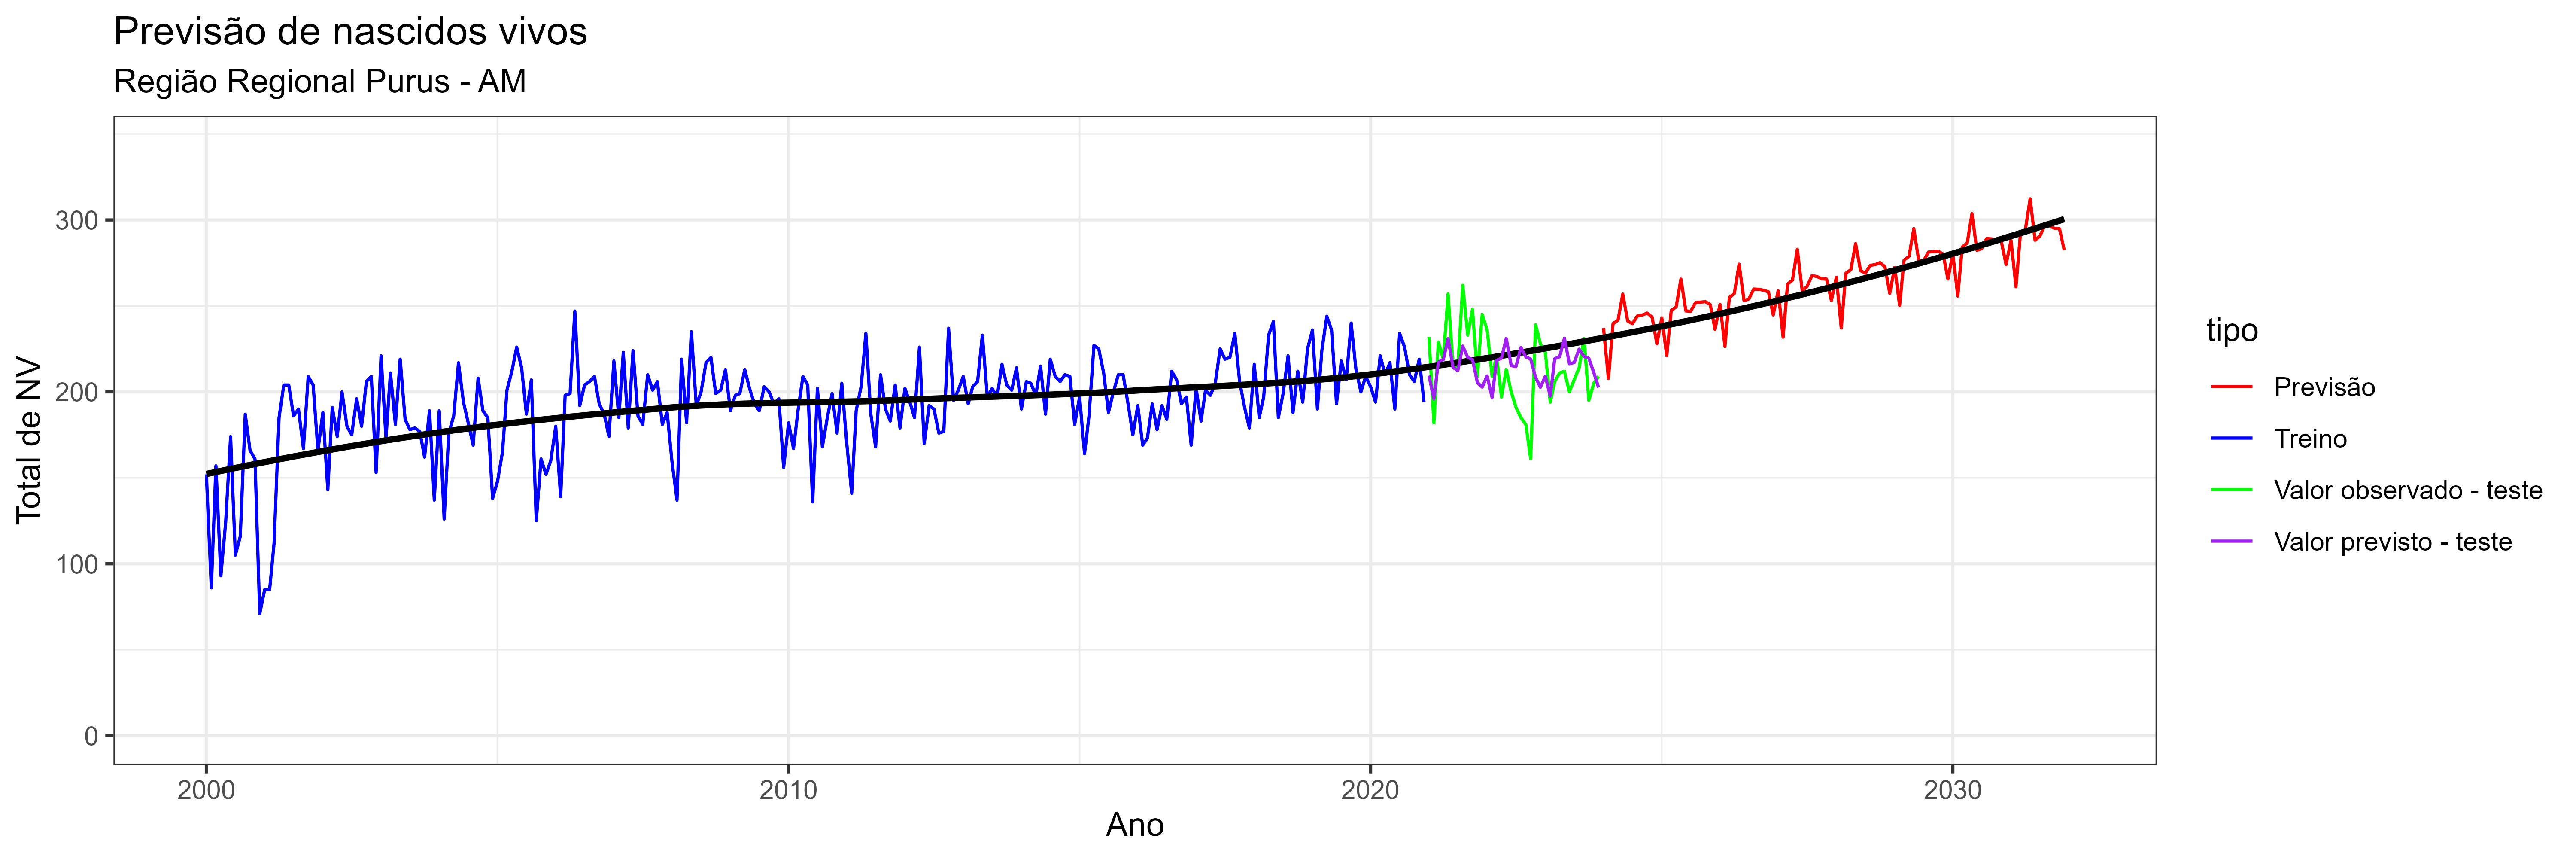 Previsão de nascidos vivos
Região Regional Purus - AM
Total de NV
300
200
100
0
2000
2010
2020
2030
Ano
tipo
Previsão
Treino
Valor observado - teste
Valor previsto - teste